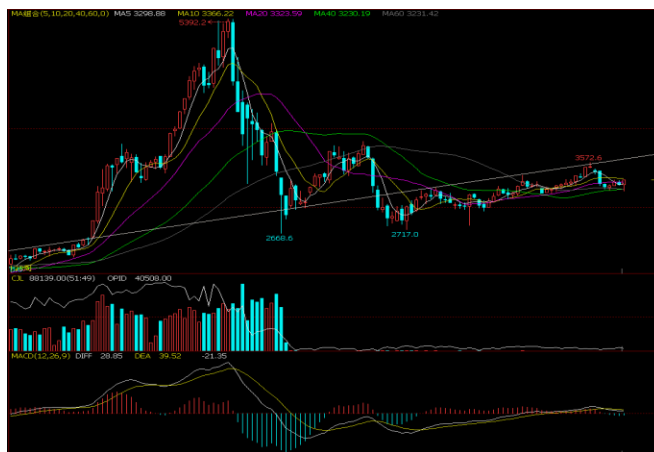 MA组合(5,10,20,40,60,0) MA5 3298.88 MA10 3366.22 MA20 3323.59 MA40 3230.19 MA60 3231.42
5392.2
3572.6
2668.6
2717.0
CJL 88139.00(51:49) OPID 40508.00
MACD(12,26,9) DIFF 28.85 DEA 39.52 -21.35